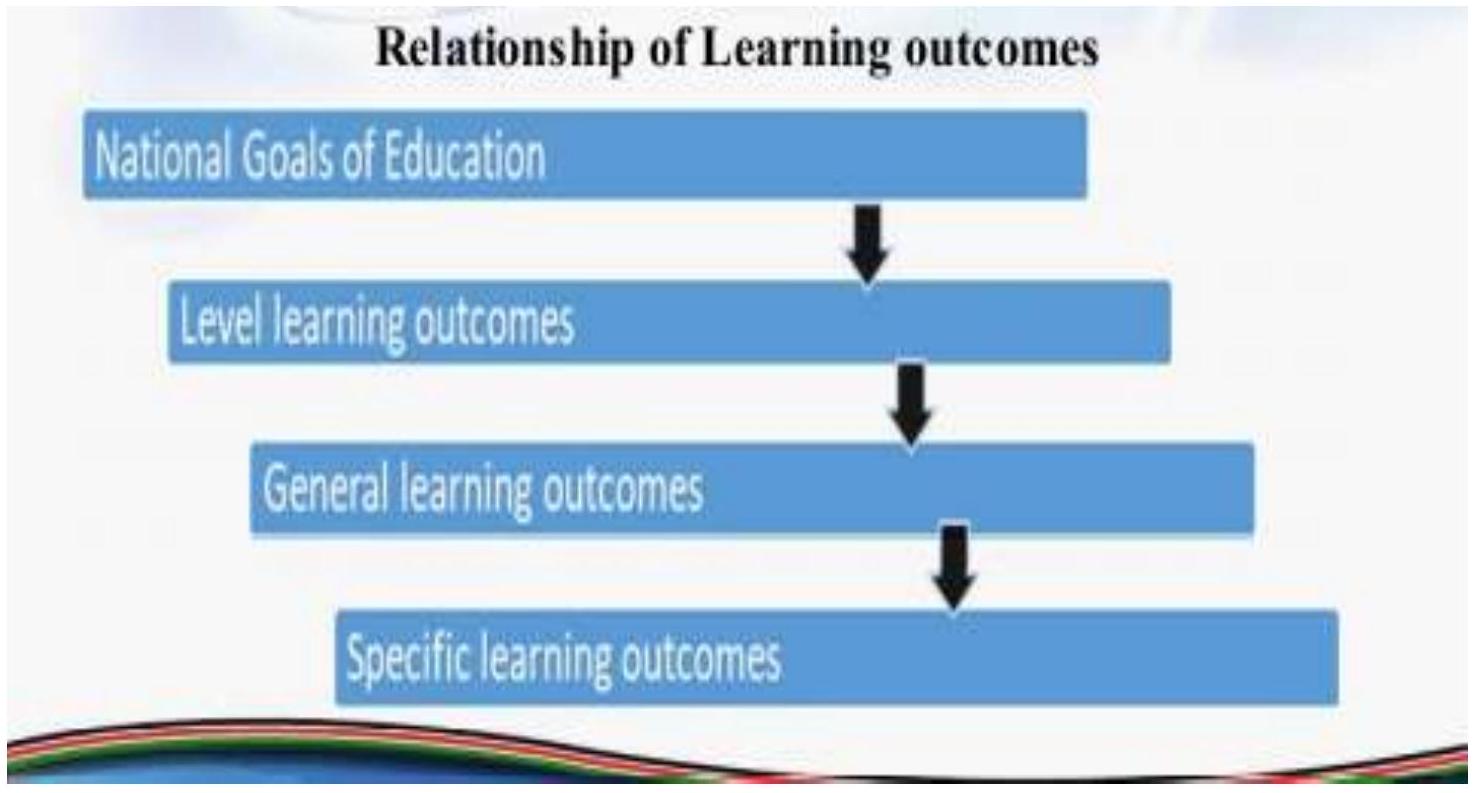 Relationship of Learning outcomes
National Goals of Education
Level learning outcomes
General learning outcomes
Specific learning outcomes